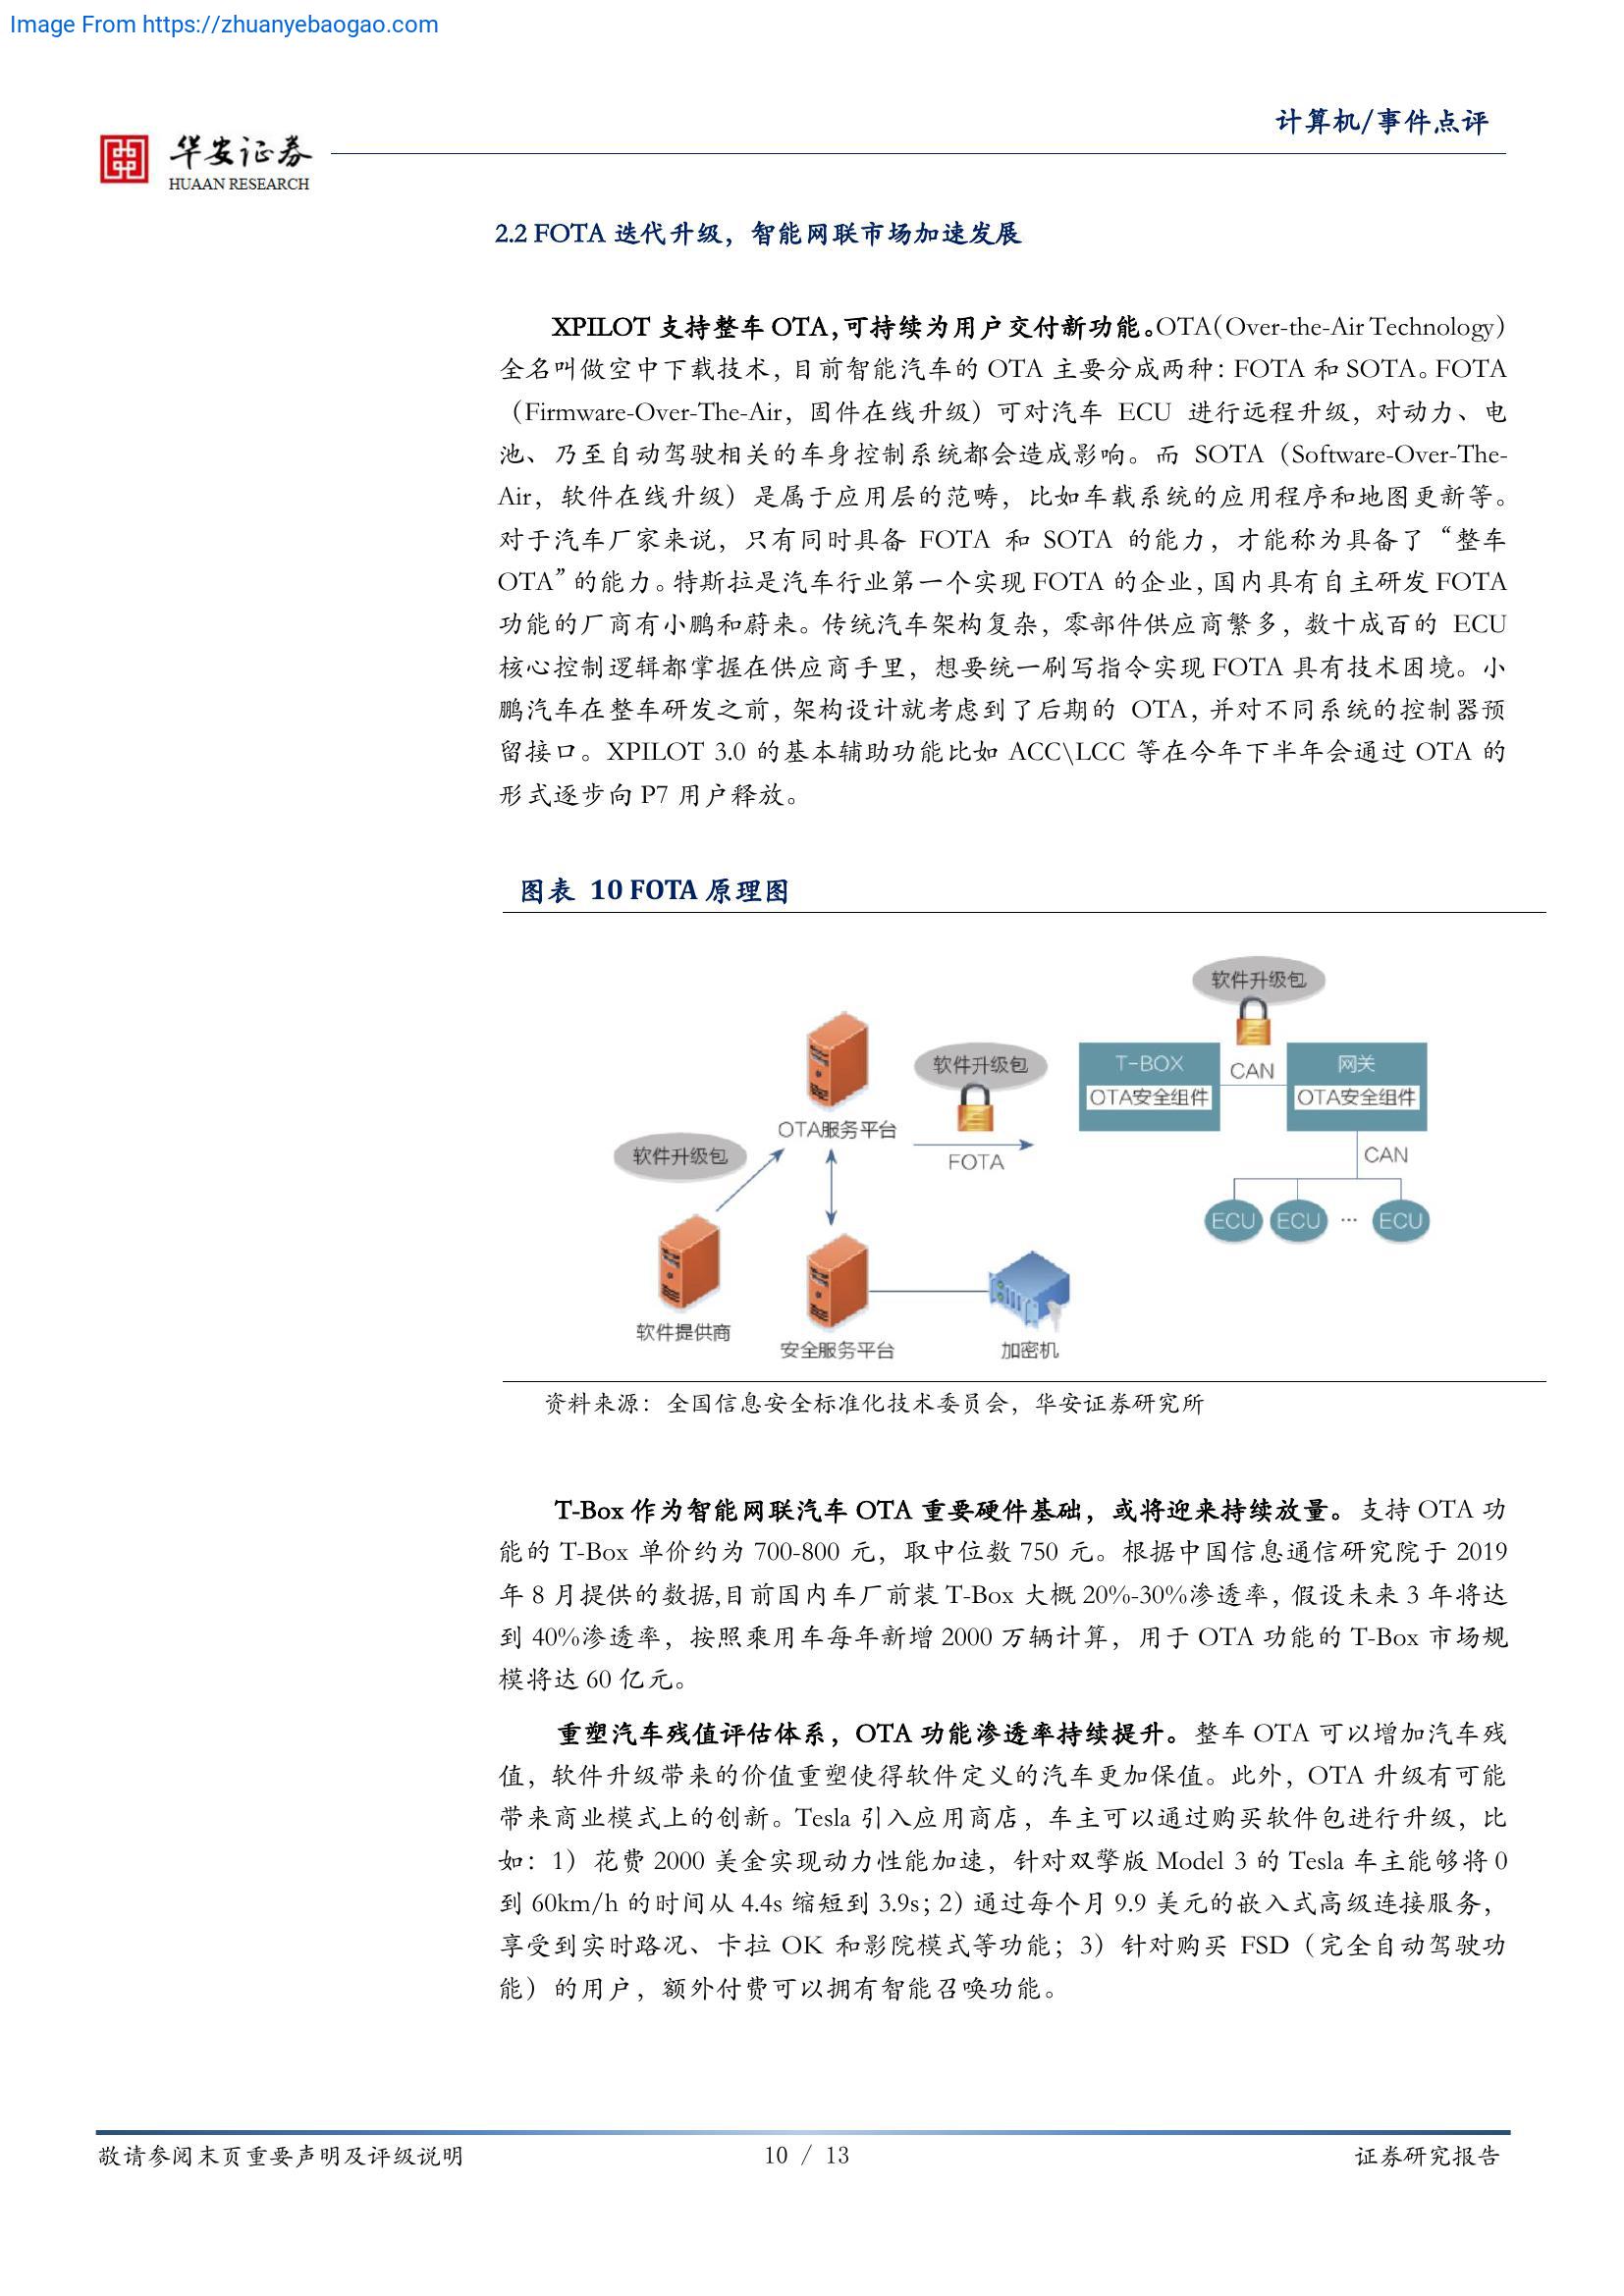 Image From https://zhuanyebaogao.com
计算机/事件点评
华安证券
HUAAN RESEARCH
2.2 FOTA 迭代升级，智能网联市场加速发展
XPILOT 支持整车 OTA，可持续为用户交付新功能。OTA（Over-the-Air Technology）
全名叫做空中下载技术，目前智能汽车的 OTA 主要分成两种：FOTA 和 SOTA。FOTA
（Firmware-Over-The-Air，固件在线升级）可对汽车 ECU 进行远程升级，对动力、电
池、乃至自动驾驶相关的车身控制系统都会造成影响。而 SOTA（Software-Over-The-
Air，软件在线升级）是属于应用层的范畴，比如车载系统的应用程序和地图更新等。
对于汽车厂家来说，只有同时具备 FOTA 和 SOTA 的能力，才能称为具备了“整车
OTA”的能力。特斯拉是汽车行业第一个实现 FOTA 的企业，国内具有自主研发 FOTA
功能的厂商有小鹏和蔚来。传统汽车架构复杂，零部件供应商繁多，数十成百的 ECU
核心控制逻辑都掌握在供应商手里，想要统一刷写指令实现 FOTA 具有技术困境。小
鹏汽车在整车研发之前，架构设计就考虑到了后期的 OTA，并对不同系统的控制器预
留接口。XPILOT 3.0 的基本辅助功能比如 ACC\LCC 等在今年下半年会通过 OTA 的
形式逐步向 P7 用户释放。
图表 10 FOTA 原理图
软件升级包
软件升级包
T-BOX
CAN
网关
OTA安全组件
OTA安全组件
OTA服务平台
软件升级包
FOTA
CAN
ECU ECU … ECU
软件提供商
安全服务平台
加密机
资料来源：全国信息安全标准化技术委员会，华安证券研究所
T-Box 作为智能网联汽车 OTA 重要硬件基础，或将迎来持续放量。支持 OTA 功
能的 T-Box 单价约为 700-800 元，取中位数 750 元。根据中国信息通信研究院于 2019
年 8 月提供的数据,目前国内车厂前装 T-Box 大概 20%-30%渗透率，假设未来 3 年将达
到 40%渗透率，按照乘用车每年新增 2000 万辆计算，用于 OTA 功能的 T-Box 市场规
模将达 60 亿元。
重塑汽车残值评估体系，OTA 功能渗透率持续提升。整车 OTA 可以增加汽车残
值，软件升级带来的价值重塑使得软件定义的汽车更加保值。此外，OTA 升级有可能
带来商业模式上的创新。Tesla 引入应用商店，车主可以通过购买软件包进行升级，比
如：1）花费 2000 美金实现动力性能加速，针对双擎版 Model 3 的 Tesla 车主能够将 0
到 60km/h 的时间从 4.4s 缩短到 3.9s；2）通过每个月 9.9 美元的嵌入式高级连接服务，
享受到实时路况、卡拉 OK 和影院模式等功能；3）针对购买 FSD（完全自动驾驶功
能）的用户，额外付费可以拥有智能召唤功能。
敬请参阅末页重要声明及评级说明
10 / 13
证券研究报告